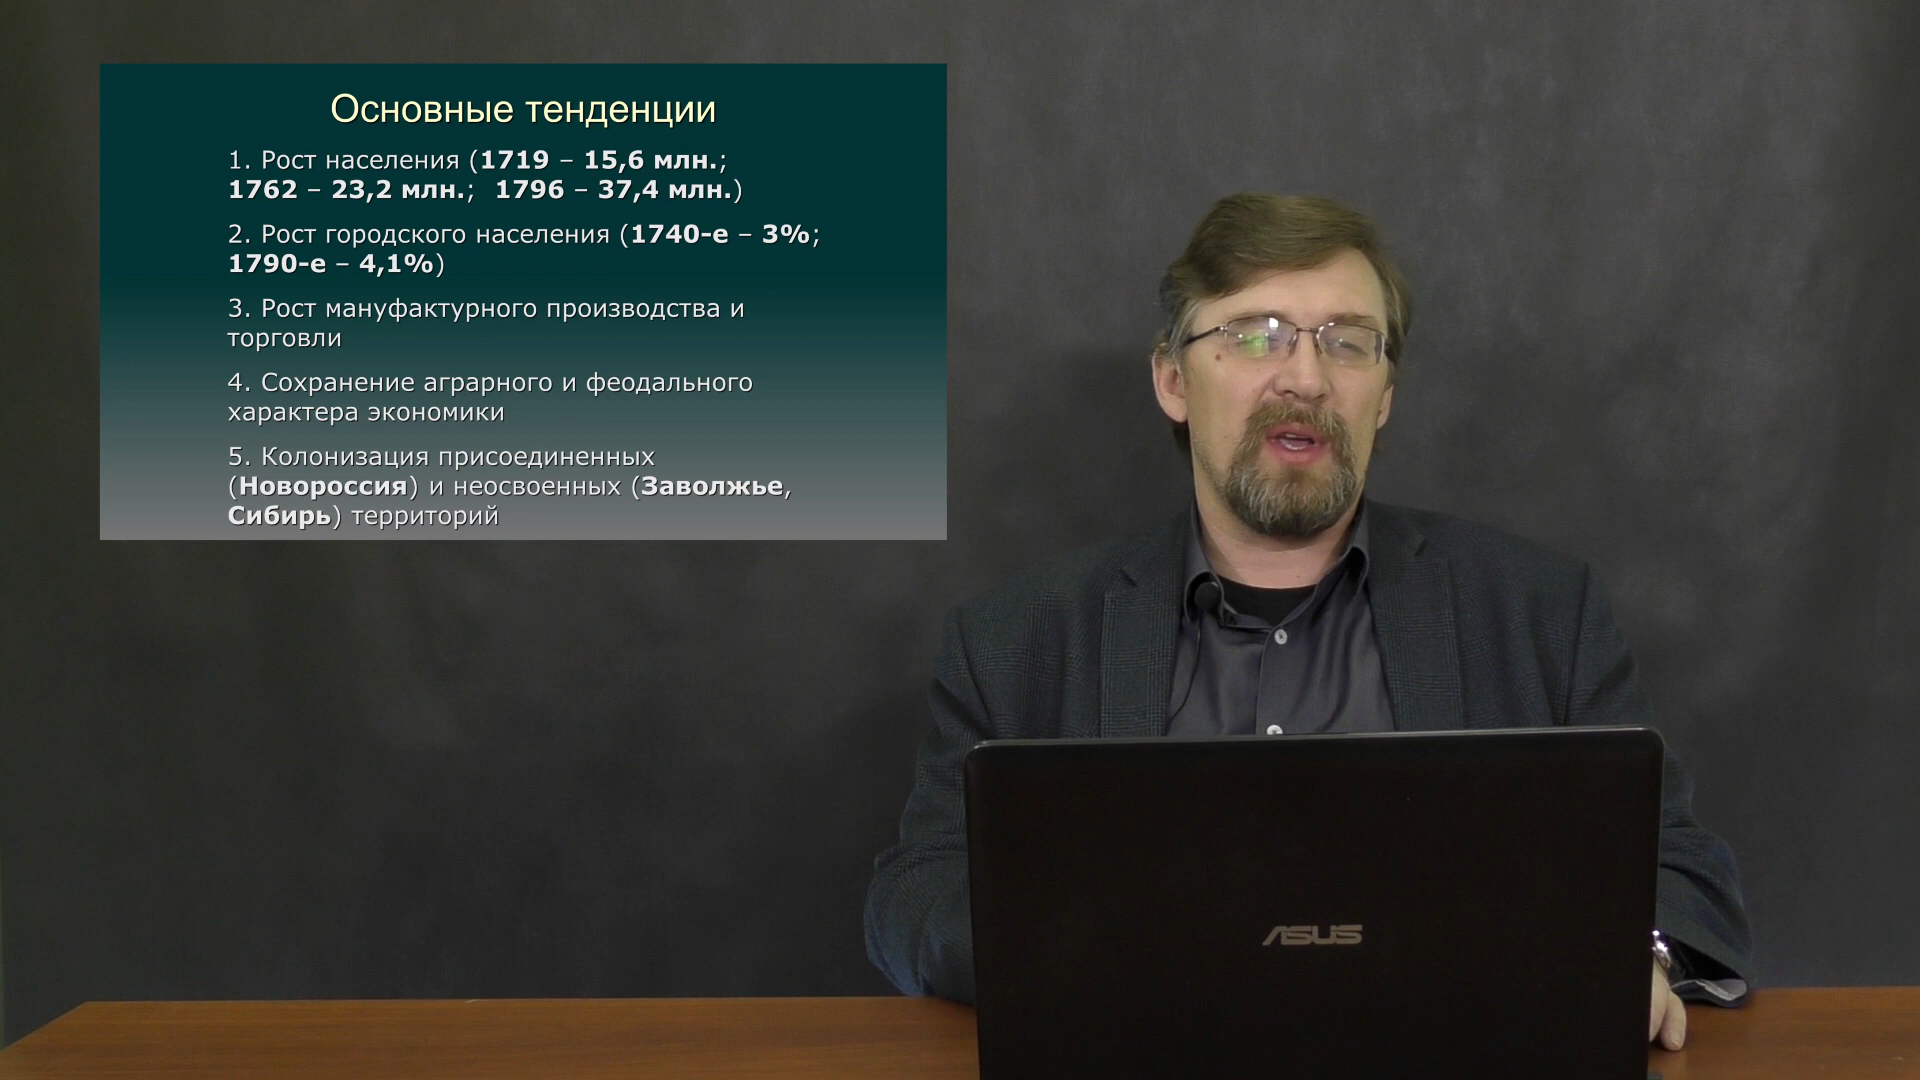 Основные тенденции
1. Рост населения (1719 – 15,6 млн.;
1762 – 23,2 млн.; 1796 – 37,4 млн.)
2. Рост городского населения (1740-е – 3%;
1790-е – 4,1%)
3. Рост мануфактурного производства и
торговли
4. Сохранение аграрного и феодального
характера экономики
5. Колонизация присоединенных
(Новороссия) и неосвоенных (Заволжье,
Сибирь) территорий
ASUS